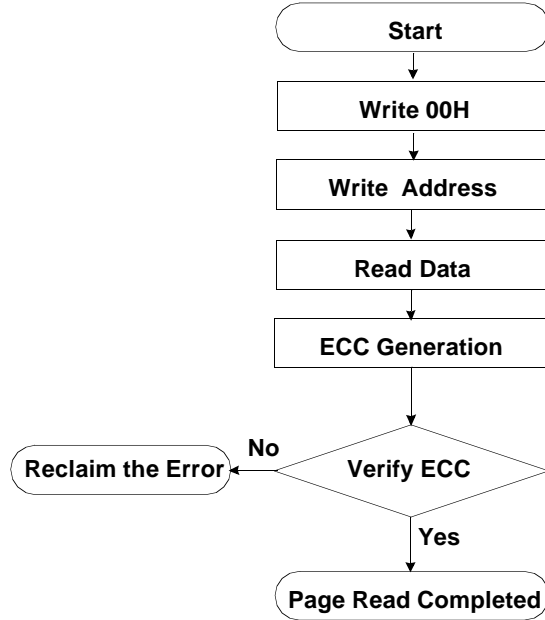 Start
Write 00H
Write Address
Read Data
ECC Generation
No
Reclaim the Error
Verify ECC
Yes
Page Read Completed